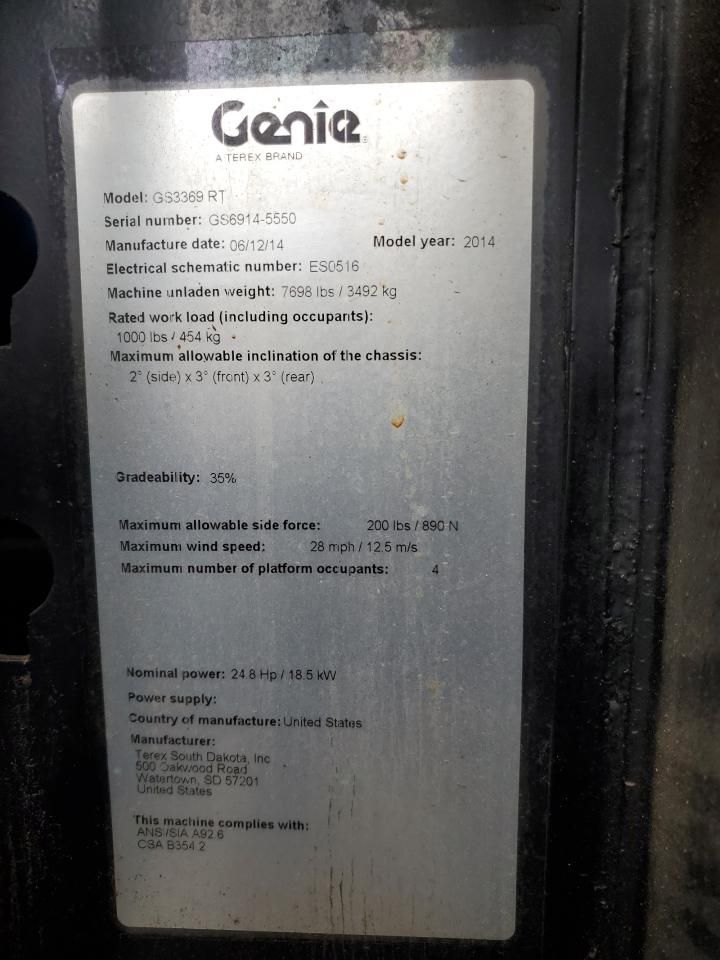 Genie
A TEREX BRAND
Model: GS3369 RT
Serial number: GS6914-5550
Manufacture date: 06/12/14 Model year: 2014
Electrical schematic number: ES0516
Machine unladen weight: 7698 lbs / 3492 kg
Rated work load (including occupants):
1000 lbs / 454 kg
Maximum allowable inclination of the chassis:
2° (side) x 3° (front) x 3° (rear)
Gradeability: 35%
Maximum allowable side force: 200 lbs / 890 N
Maximum wind speed: 28 mph / 12.5 m/s
Maximum number of platform occupants: 4
Nominal power: 24.8 Hp / 18.5 kW
Power supply:
Country of manufacture: United States
Manufacturer:
Terex South Dakota, Inc
500 Oakwood Road
Watertown, SD 57201
United States
This machine complies with:
ANSI/SIA A92.6
CSA B354.2